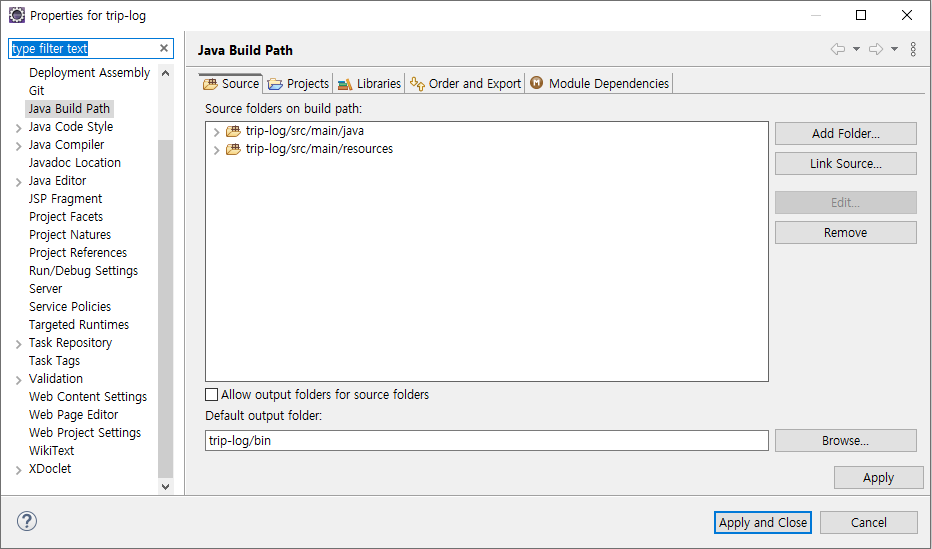 Properties for trip-log
type filter text
Deployment Assembly
Git
Java Build Path
Java Code Style
Java Compiler
Javadoc Location
Java Editor
JSP Fragment
Project Facets
Project Natures
Project References
Run/Debug Settings
Server
Service Policies
Targeted Runtimes
Task Repository
Task Tags
Validation
Web Content Settings
Web Page Editor
Web Project Settings
WikiText
XDoclet
Java Build Path
Source Projects Libraries Order and Export M Module Dependencies
Source folders on build path:
trip-log/src/main/java
trip-log/src/main/resources
Add Folder...
Link Source...
Edit...
Remove
Allow output folders for source folders
Default output folder:
trip-log/bin
Browse...
Apply
?
Apply and Close
Cancel